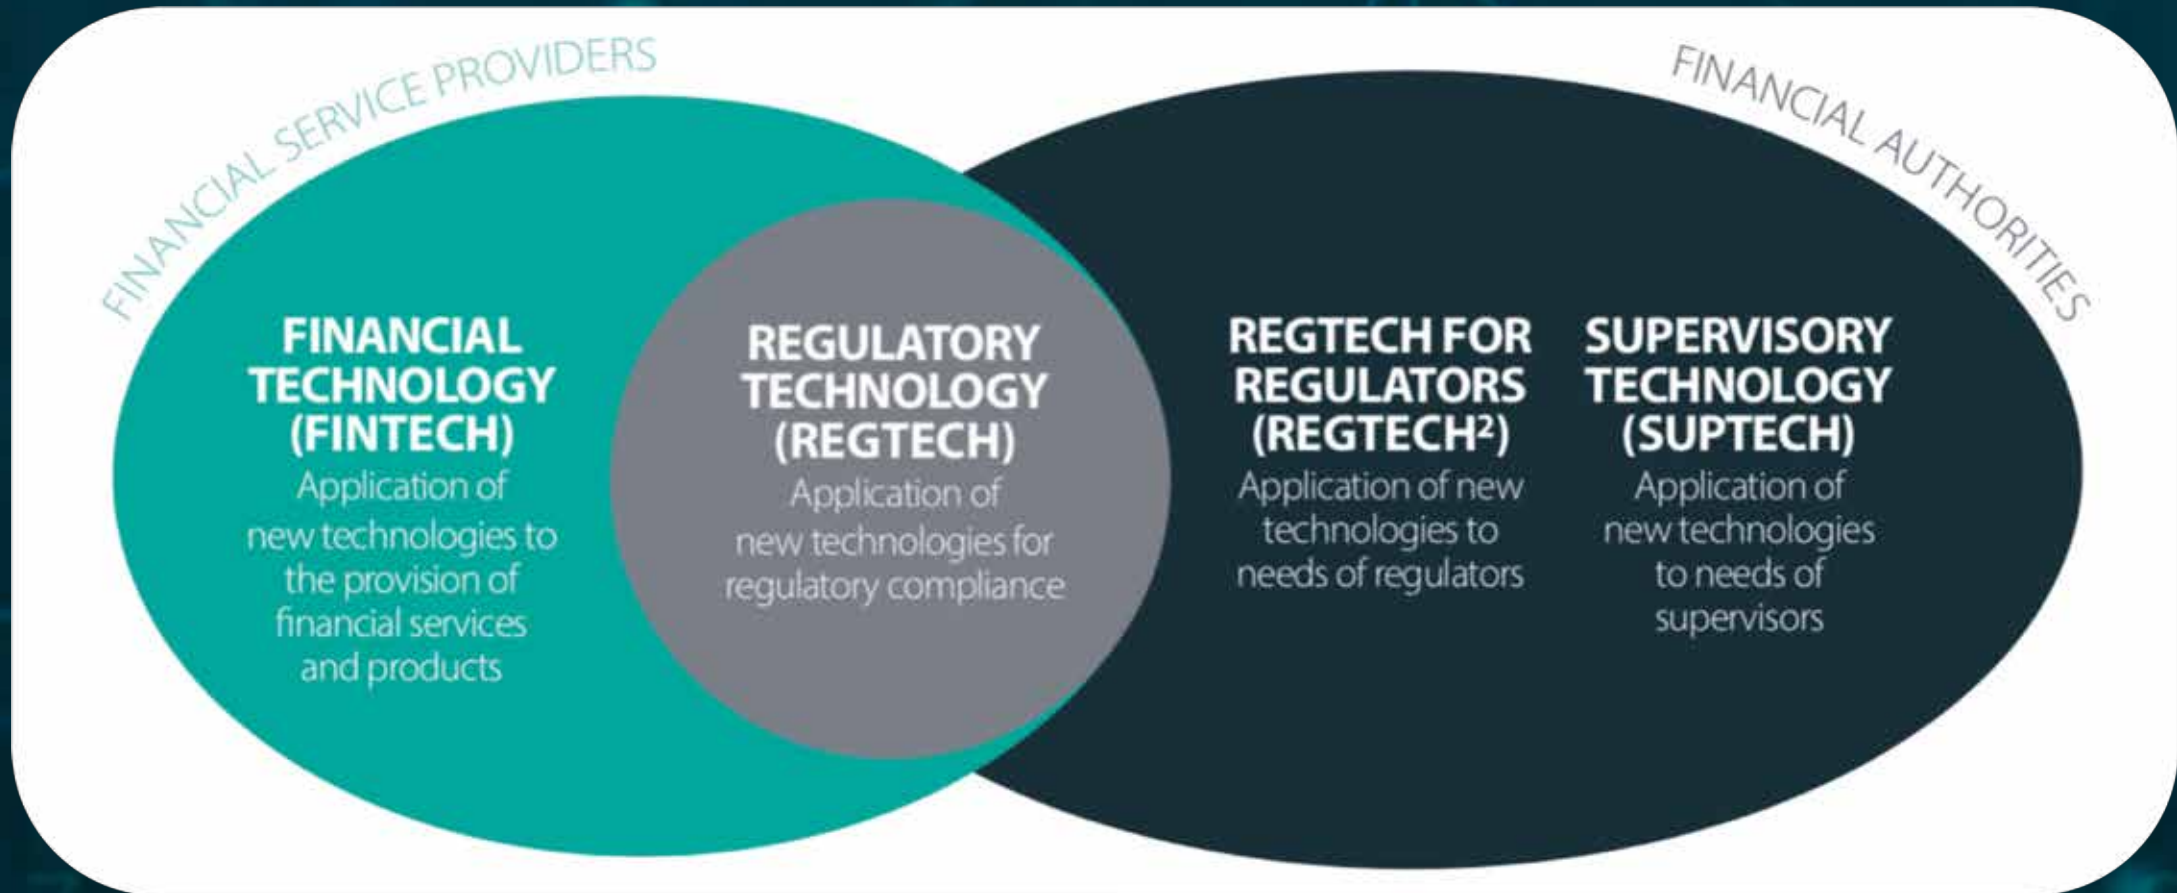 FINANCIAL SERVICE PROVIDERS
FINANCIAL AUTHORITIES
FINANCIAL
TECHNOLOGY
(FINTECH)
Application of
new technologies to
the provision of
financial services
and products
REGULATORY
TECHNOLOGY
(REGTECH)
Application of
new technologies for
regulatory compliance
REGTECH FOR
REGULATORS
(REGTECH²)
Application of new
technologies to
needs of regulators
SUPERVISORY
TECHNOLOGY
(SUPTECH)
Application of
new technologies
to needs of
supervisors